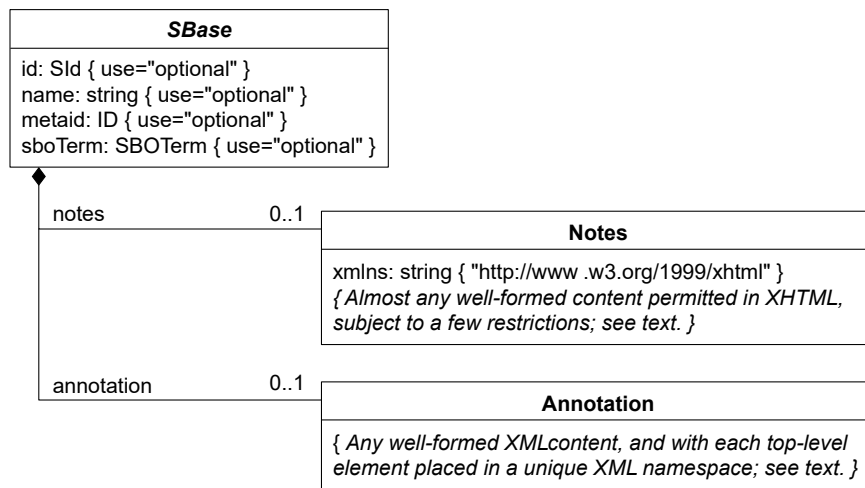 SBase
id: SId { use="optional" }
name: string { use="optional" }
metaid: ID { use="optional" }
sboTerm: SBOTerm { use="optional" }
notes 0..1
Notes
xmlns: string { "http://www .w3.org/1999/xhtml" }
{ Almost any well-formed content permitted in XHTML,
subject to a few restrictions; see text. }
annotation 0..1
Annotation
{ Any well-formed XMLcontent, and with each top-level
element placed in a unique XML namespace; see text. }